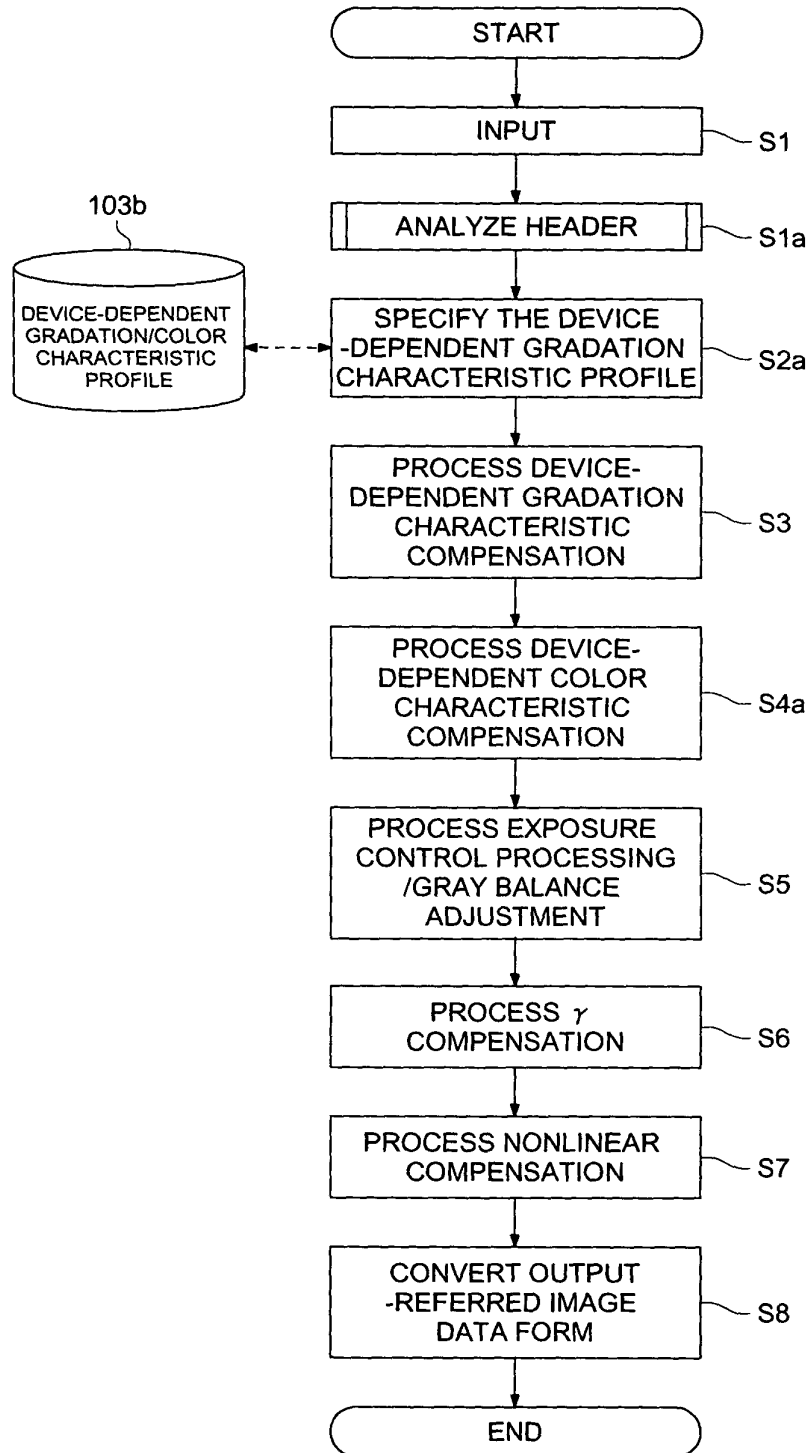 START
INPUT
S1
103b
ANALYZE HEADER
S1a
DEVICE-DEPENDENT
GRADATION/COLOR
CHARACTERISTIC
PROFILE
SPECIFY THE DEVICE
-DEPENDENT GRADATION
CHARACTERISTIC PROFILE
S2a
PROCESS DEVICE-
DEPENDENT GRADATION
CHARACTERISTIC
COMPENSATION
S3
PROCESS DEVICE-
DEPENDENT COLOR
CHARACTERISTIC
COMPENSATION
S4a
PROCESS EXPOSURE
CONTROL PROCESSING
/GRAY BALANCE
ADJUSTMENT
S5
PROCESS γ
COMPENSATION
S6
PROCESS NONLINEAR
COMPENSATION
S7
CONVERT OUTPUT
-REFERRED IMAGE
DATA FORM
S8
END